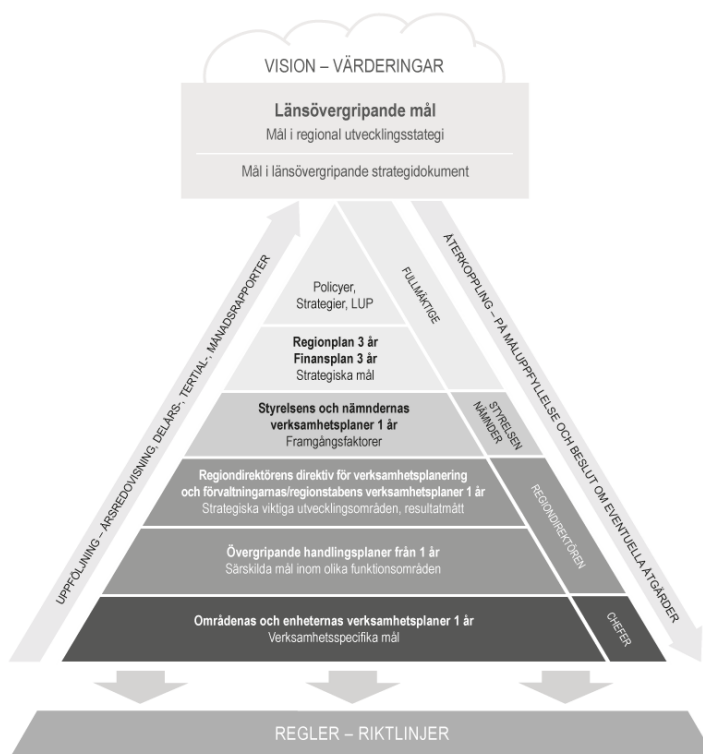 VISION – VÄRDERINGAR
Länsövergripande mål
Mål i regional utvecklingsstategi
Mål i länsövergripande strategidokument
UPPFÖLJNING – ÅRSREDOVISNING, DELÅRS-, TERTIAL-, MÅNADSRAPPORTER
ÅTERKOPPLING – PÅ MÅLUPPFYLLELSE OCH BESLUT OM EVENTUELLA ÅTGÄRDER
Policyer,
Strategier, LUP
FULLMÄKTIGE
Regionplan 3 år
Finansplan 3 år
Strategiska mål
Styrelsens och nämndernas
verksamhetsplaner 1 år
Framgångsfaktorer
STYRELSEN
NÄMNDER
Regiondirektörens direktiv för verksamhetsplanering
och förvaltningarnas/regionstabens verksamhetsplaner 1 år
Strategiska viktiga utvecklingsområden, resultatmått
REGIONDIREKTÖREN
Övergripande handlingsplaner från 1 år
Särskilda mål inom olika funktionsområden
Områdenas och enheternas verksamhetsplaner 1 år
Verksamhetsspecifika mål
CHEFER
REGLER – RIKTLINJER